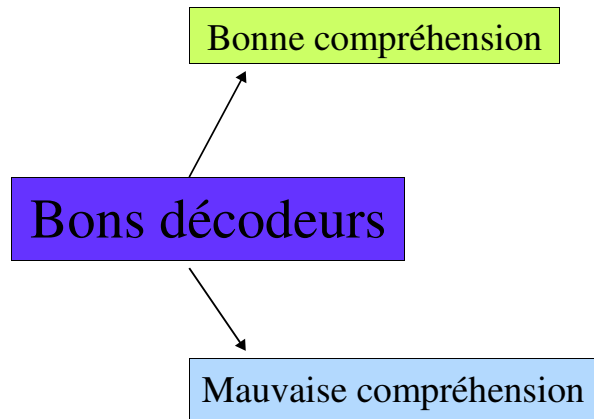 Bonne compréhension
Bons décodeurs
Mauvaise compréhension